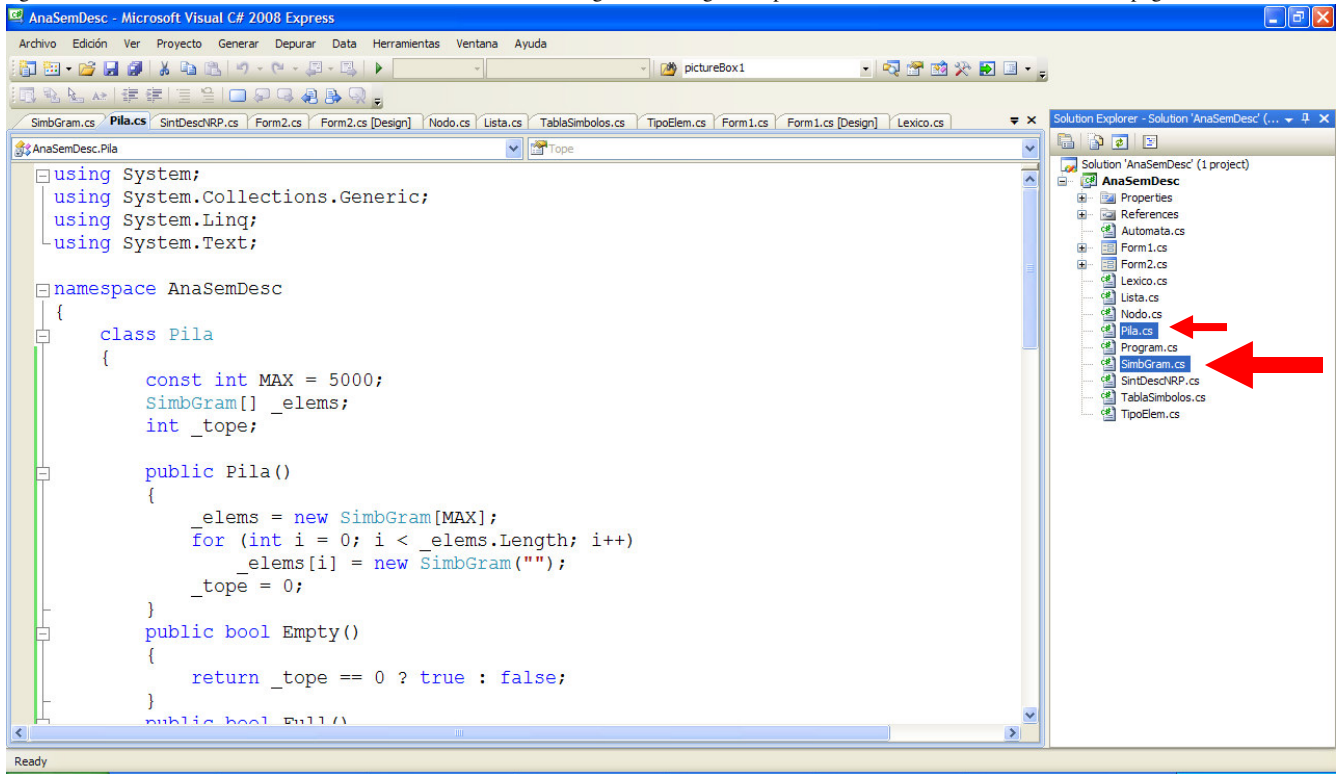 AnaSemDesc - Microsoft Visual C# 2008 Express
Archivo Edición Ver Proyecto Generar Depurar Data Herramientas Ventana Ayuda
pictureBox1
SimbGram.cs Pila.cs SintDescNRP.cs Form2.cs Form2.cs [Design] Nodo.cs Lista.cs TablaSimbolos.cs TipoElem.cs Form1.cs Form1.cs [Design] Lexico.cs
AnaSemDesc.Pila Tope
using System;
using System.Collections.Generic;
using System.Linq;
using System.Text;
namespace AnaSemDesc
{
class Pila
{
const int MAX = 5000;
SimbGram[] _elems;
int _tope;
public Pila()
{
_elems = new SimbGram[MAX];
for (int i = 0; i < _elems.Length; i++)
_elems[i] = new SimbGram("");
_tope = 0;
}
public bool Empty()
{
return _tope == 0 ? true : false;
}
public bool Full()
Solution Explorer - Solution 'AnaSemDesc' (...
Solution 'AnaSemDesc' (1 project)
AnaSemDesc
Properties
References
Automata.cs
Form1.cs
Form2.cs
Lexico.cs
Lista.cs
Nodo.cs
Pila.cs
Program.cs
SimbGram.cs
SintDescNRP.cs
TablaSimbolos.cs
TipoElem.cs
Ready